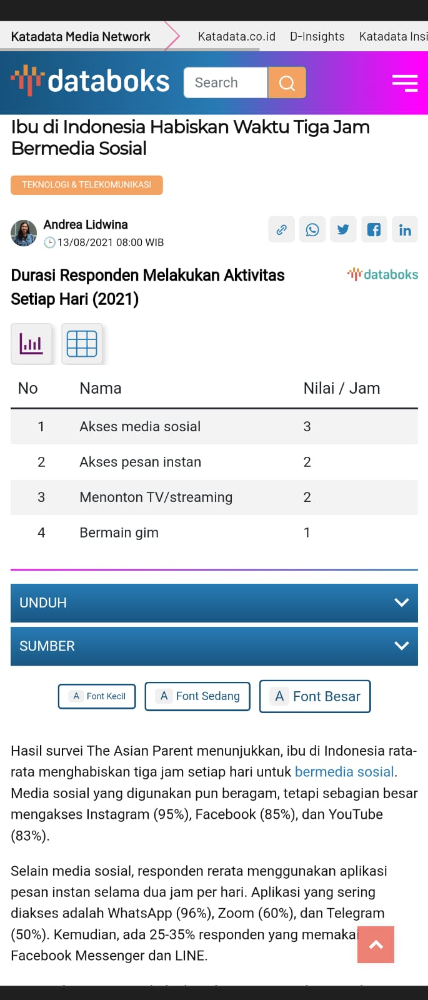 Katadata Media Network
Katadata.co.id D-Insights Katadata Insi
databoks Search
Ibu di Indonesia Habiskan Waktu Tiga Jam
Bermedia Sosial
TEKNOLOGI & TELEKOMUNIKASI
Andrea Lidwina
13/08/2021 08:00 WIB
Durasi Responden Melakukan Aktivitas
Setiap Hari (2021)
databoks
No Nama Nilai / Jam
1 Akses media sosial 3
2 Akses pesan instan 2
3 Menonton TV/streaming 2
4 Bermain gim 1
UNDUH
SUMBER
A Font Kecil A Font Sedang A Font Besar
Hasil survei The Asian Parent menunjukkan, ibu di Indonesia rata-
rata menghabiskan tiga jam setiap hari untuk bermedia sosial.
Media sosial yang digunakan pun beragam, tetapi sebagian besar
mengakses Instagram (95%), Facebook (85%), dan YouTube
(83%).
Selain media sosial, responden rerata menggunakan aplikasi
pesan instan selama dua jam per hari. Aplikasi yang sering
diakses adalah WhatsApp (96%), Zoom (60%), dan Telegram
(50%). Kemudian, ada 25-35% responden yang memakai
Facebook Messenger dan LINE.